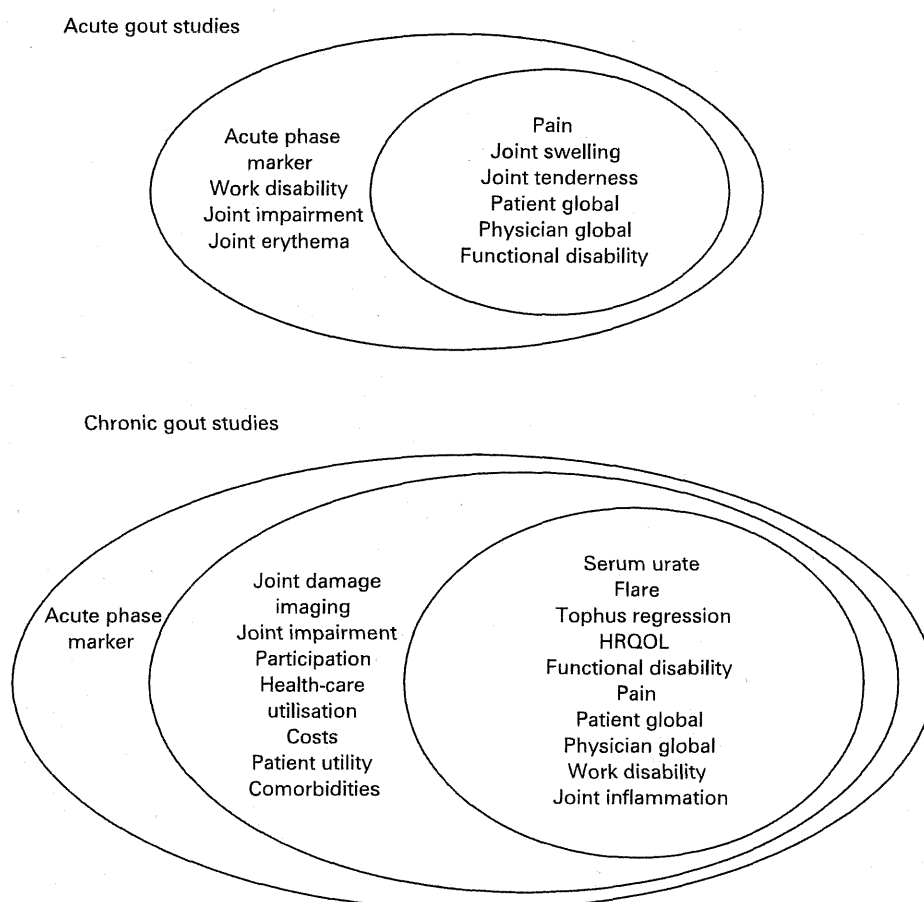 Acute gout studies
Acute phase
marker
Work disability
Joint impairment
Joint erythema
Pain
Joint swelling
Joint tenderness
Patient global
Physician global
Functional disability
Chronic gout studies
Acute phase
marker
Joint damage
imaging
Joint impairment
Participation
Health-care
utilisation
Costs
Patient utility
Comorbidities
Serum urate
Flare
Tophus regression
HRQOL
Functional disability
Pain
Patient global
Physician global
Work disability
Joint inflammation